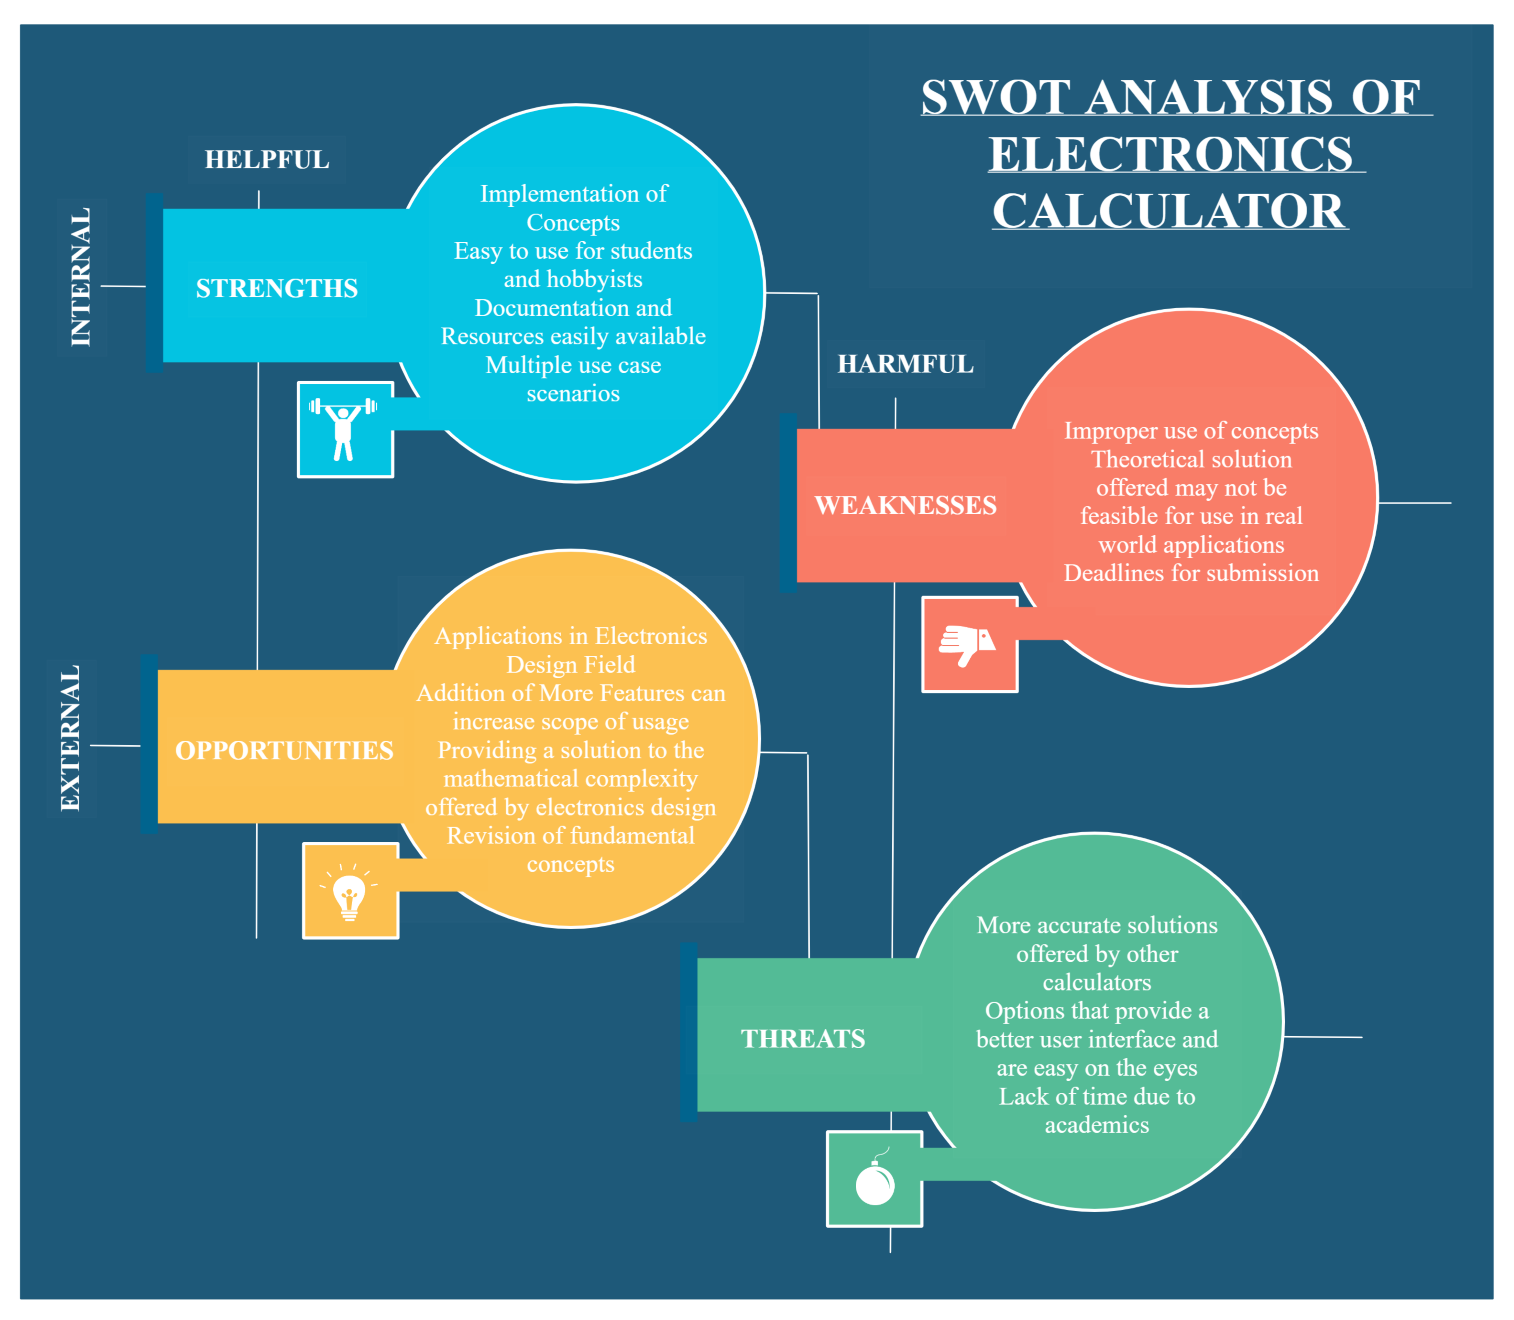 SWOT ANALYSIS OF
ELECTRONICS
CALCULATOR
HELPFUL
INTERNAL
STRENGTHS
Implementation of
Concepts
Easy to use for students
and hobbyists
Documentation and
Resources easily available
Multiple use case
scenarios
HARMFUL
WEAKNESSES
Improper use of concepts
Theoretical solution
offered may not be
feasible for use in real
world applications
Deadlines for submission
EXTERNAL
OPPORTUNITIES
Applications in Electronics
Design Field
Addition of More Features can
increase scope of usage
Providing a solution to the
mathematical complexity
offered by electronics design
Revision of fundamental
concepts
THREATS
More accurate solutions
offered by other
calculators
Options that provide a
better user interface and
are easy on the eyes
Lack of time due to
academics